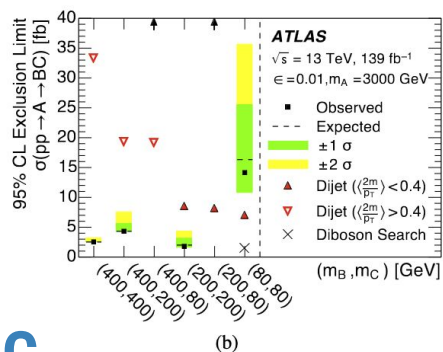 95% CL Exclusion Limit
σ(pp→A→BC) [fb]
40
35
30
25
20
15
10
5
0
ATLAS
√s = 13 TeV, 139 fb⁻¹
∈=0.01,m_A=3000 GeV
Observed
Expected
±1 σ
±2 σ
Dijet (⟨2m/p_T⟩<0.4)
Dijet (⟨2m/p_T⟩>0.4)
Diboson Search
(400,400)
(400,200)
(400,80)
(200,200)
(200,80)
(80,80)
(m_B,m_C) [GeV]
(b)